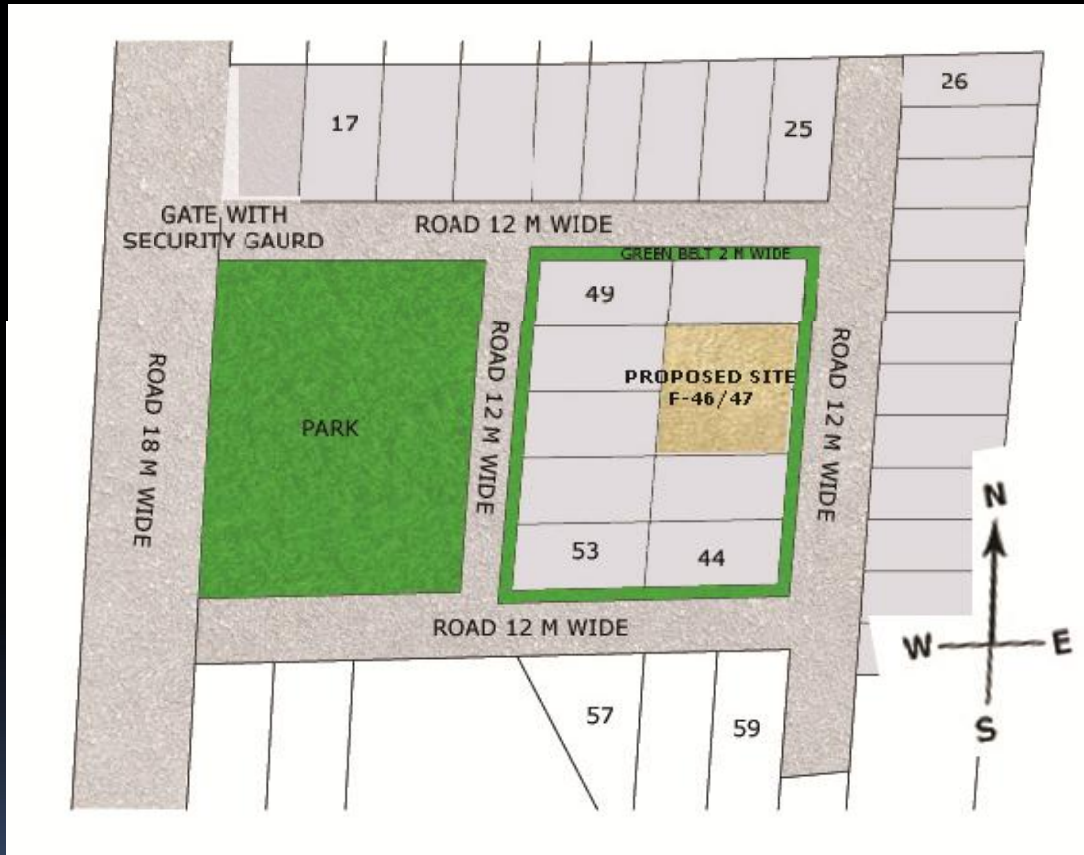 26
17
25
GATE WITH
SECURITY GAURD
ROAD 12 M WIDE
GREEN BELT 2 M WIDE
49
ROAD 18 M WIDE
PARK
ROAD 12 M WIDE
PROPOSED SITE
F-46/47
ROAD 12 M WIDE
53
44
ROAD 12 M WIDE
57
59
N
W
E
S